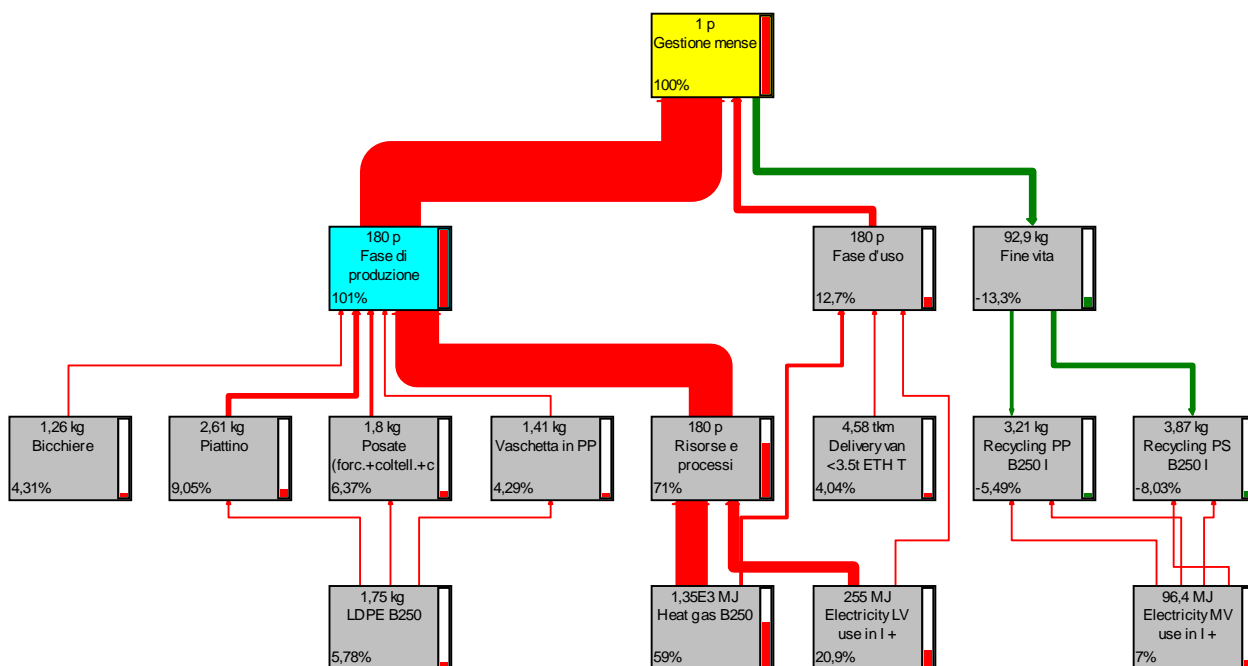 1 p
Gestione mense
100%
180 p
Fase di
produzione
101%
180 p
Fase d'uso
12,7%
92,9 kg
Fine vita
-13,3%
1,26 kg
Bicchiere
4,31%
2,61 kg
Piattino
9,05%
1,8 kg
Posate
(forc.+coltell.+c
6,37%
1,41 kg
Vaschetta in PP
4,29%
180 p
Risorse e
processi
71%
4,58 tkm
Delivery van
<3.5t ETH T
4,04%
3,21 kg
Recycling PP
B250 I
-5,49%
3,87 kg
Recycling PS
B250 I
-8,03%
1,75 kg
LDPE B250
5,78%
1,35E3 MJ
Heat gas B250
59%
255 MJ
Electricity LV
use in I +
20,9%
96,4 MJ
Electricity MV
use in I +
7%